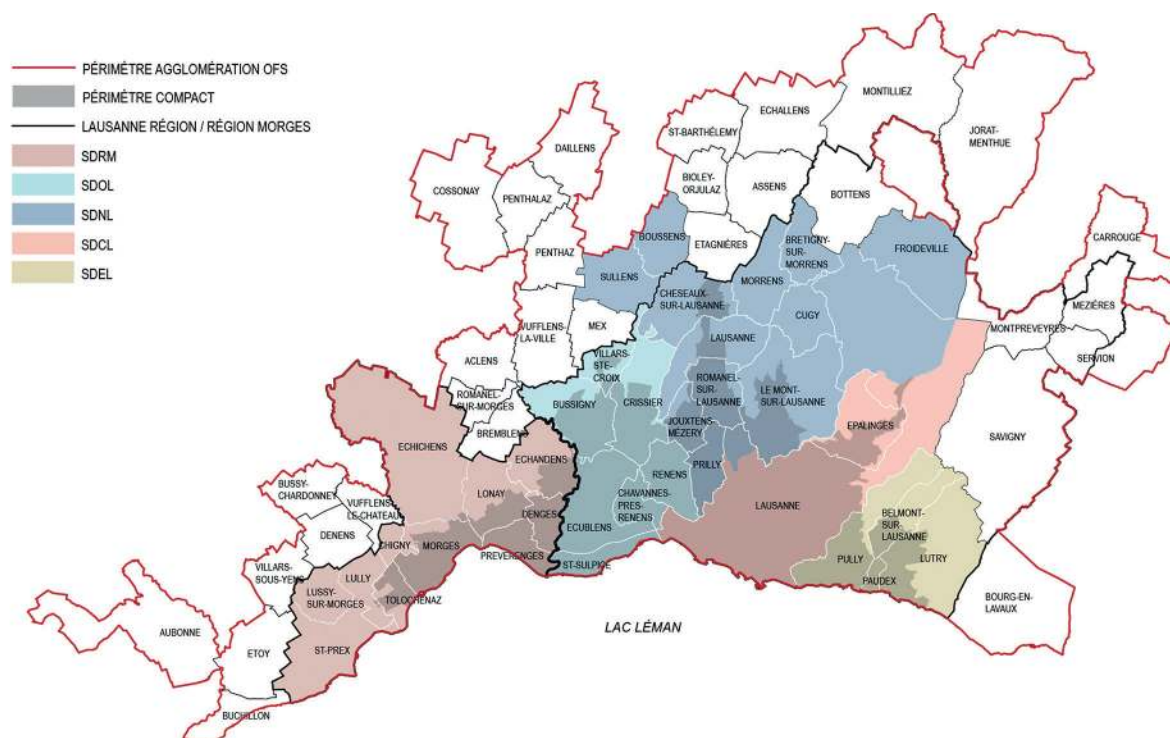 PÉRIMÈTRE AGGLOMÉRATION OFS
PÉRIMÈTRE COMPACT
LAUSANNE RÉGION / RÉGION MORGES
SDRM
SDOL
SDNL
SDCL
SDEL
MONTILLIEZ
ECHALLENS
ST-BARTHÉLEMY
JORAT-
MENTHUE
DAILLENS
COSSONAY
PENTHALAZ
BIOLEY-
ORJULAZ
ASSENS
BOTTENS
PENTHAZ
BOUSSENS
ETAGNIÈRES
BRETIGNY-
SUR-
MORRENS
FROIDEVILLE
CARROUGE
SULLENS
MORRENS
CHESEAUX-
SUR-LAUSANNE
CUGY
MEZIÈRES
VUFFLENS-
LA-VILLE
MEX
LAUSANNE
MONTPREVEYRES
SERVION
ACLENS
VILLARS-
STE-
CROIX
ROMANEL-
SUR-
LAUSANNE
LE MONT-
SUR-LAUSANNE
ROMANEL-
SUR-MORGES
BUSSIGNY
CRISSIER
BREMBLENS
JOUXTENS-
MÉZERY
EPALINGES
SAVIGNY
ECHICHENS
ECHANDENS
PRILLY
RENENS
BUSSY-
CHARDONNEY
VUFFLENS-
LE-CHATEAU
LONAY
DENGES
CHAVANNES-
PRES-
RENENS
LAUSANNE
BELMONT-
SUR-
LAUSANNE
DENENS
CHIGNY
MORGES
PREVERENGES
ECUBLENS
ST-SULPICE
PULLY
LUTRY
PAUDEX
VILLARS-
SOUS-YENS
LULLY
LUSSY-
SUR-MORGES
TOLOCHENAZ
BOURG-EN-
LAVAUX
AUBONNE
ETOY
ST-PREX
LAC LÉMAN
BUCHILLON